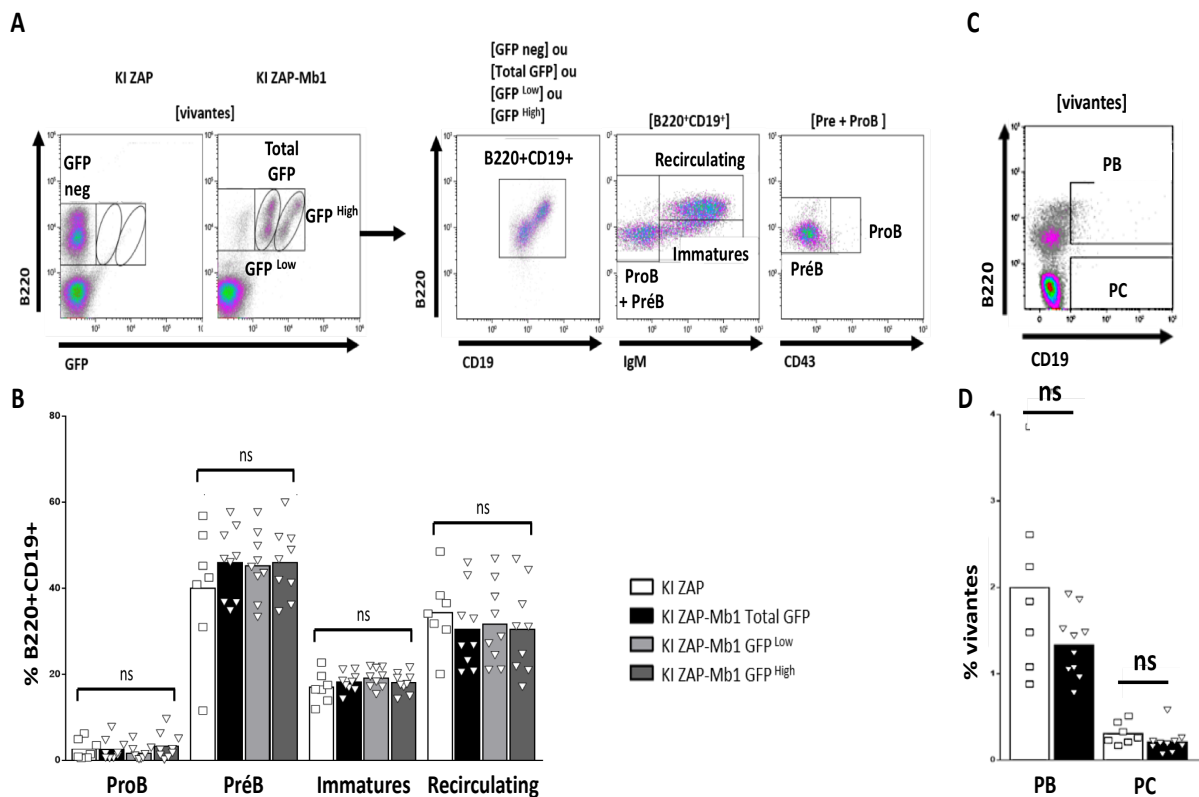 A
KI ZAP
KI ZAP-Mb1
[vivantes]
GFP
neg
Total
GFP
GFP High
GFP Low
B220
GFP
[GFP neg] ou
[Total GFP] ou
[GFP Low] ou
[GFP High]
B220+CD19+
B220
CD19
[B220+CD19+]
Recirculating
Immatures
ProB
+ PréB
IgM
[Pre + ProB ]
ProB
PréB
CD43
C
[vivantes]
PB
PC
B220
CD19
B
% B220+CD19+
80
60
40
20
0
ns
ns
ns
ns
ProB
PréB
Immatures
Recirculating
KI ZAP
KI ZAP-Mb1 Total GFP
KI ZAP-Mb1 GFP Low
KI ZAP-Mb1 GFP High
D
% vivantes
4
3
2
1
0
ns
ns
PB
PC